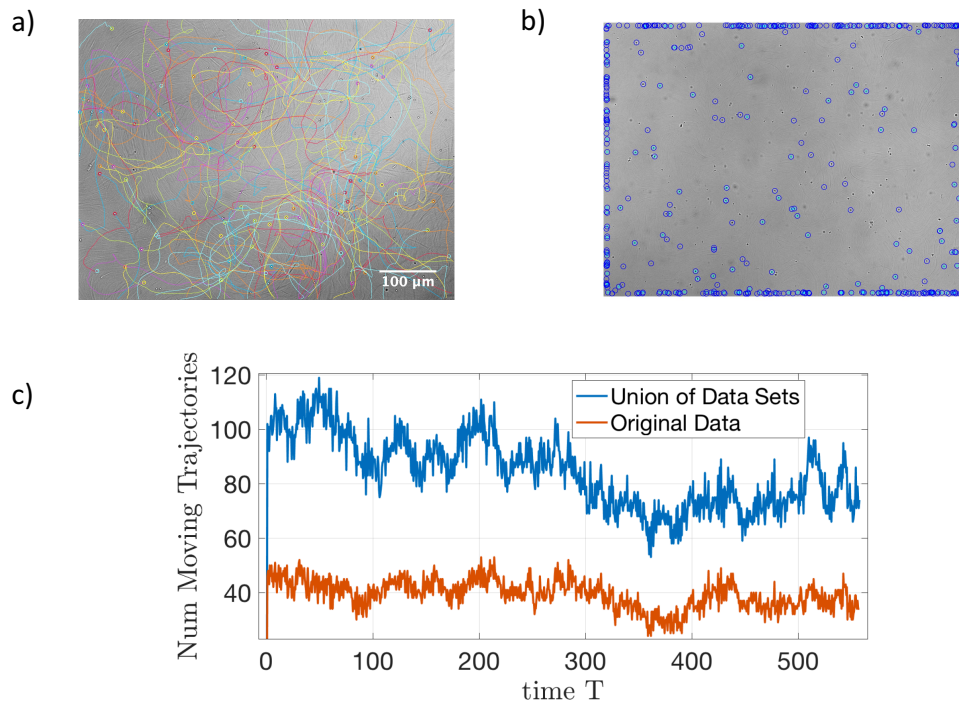 a)
b)
100 μm
c)
Num Moving Trajectories
120
100
80
60
40
Union of Data Sets
Original Data
0
100
200
300
400
500
time T